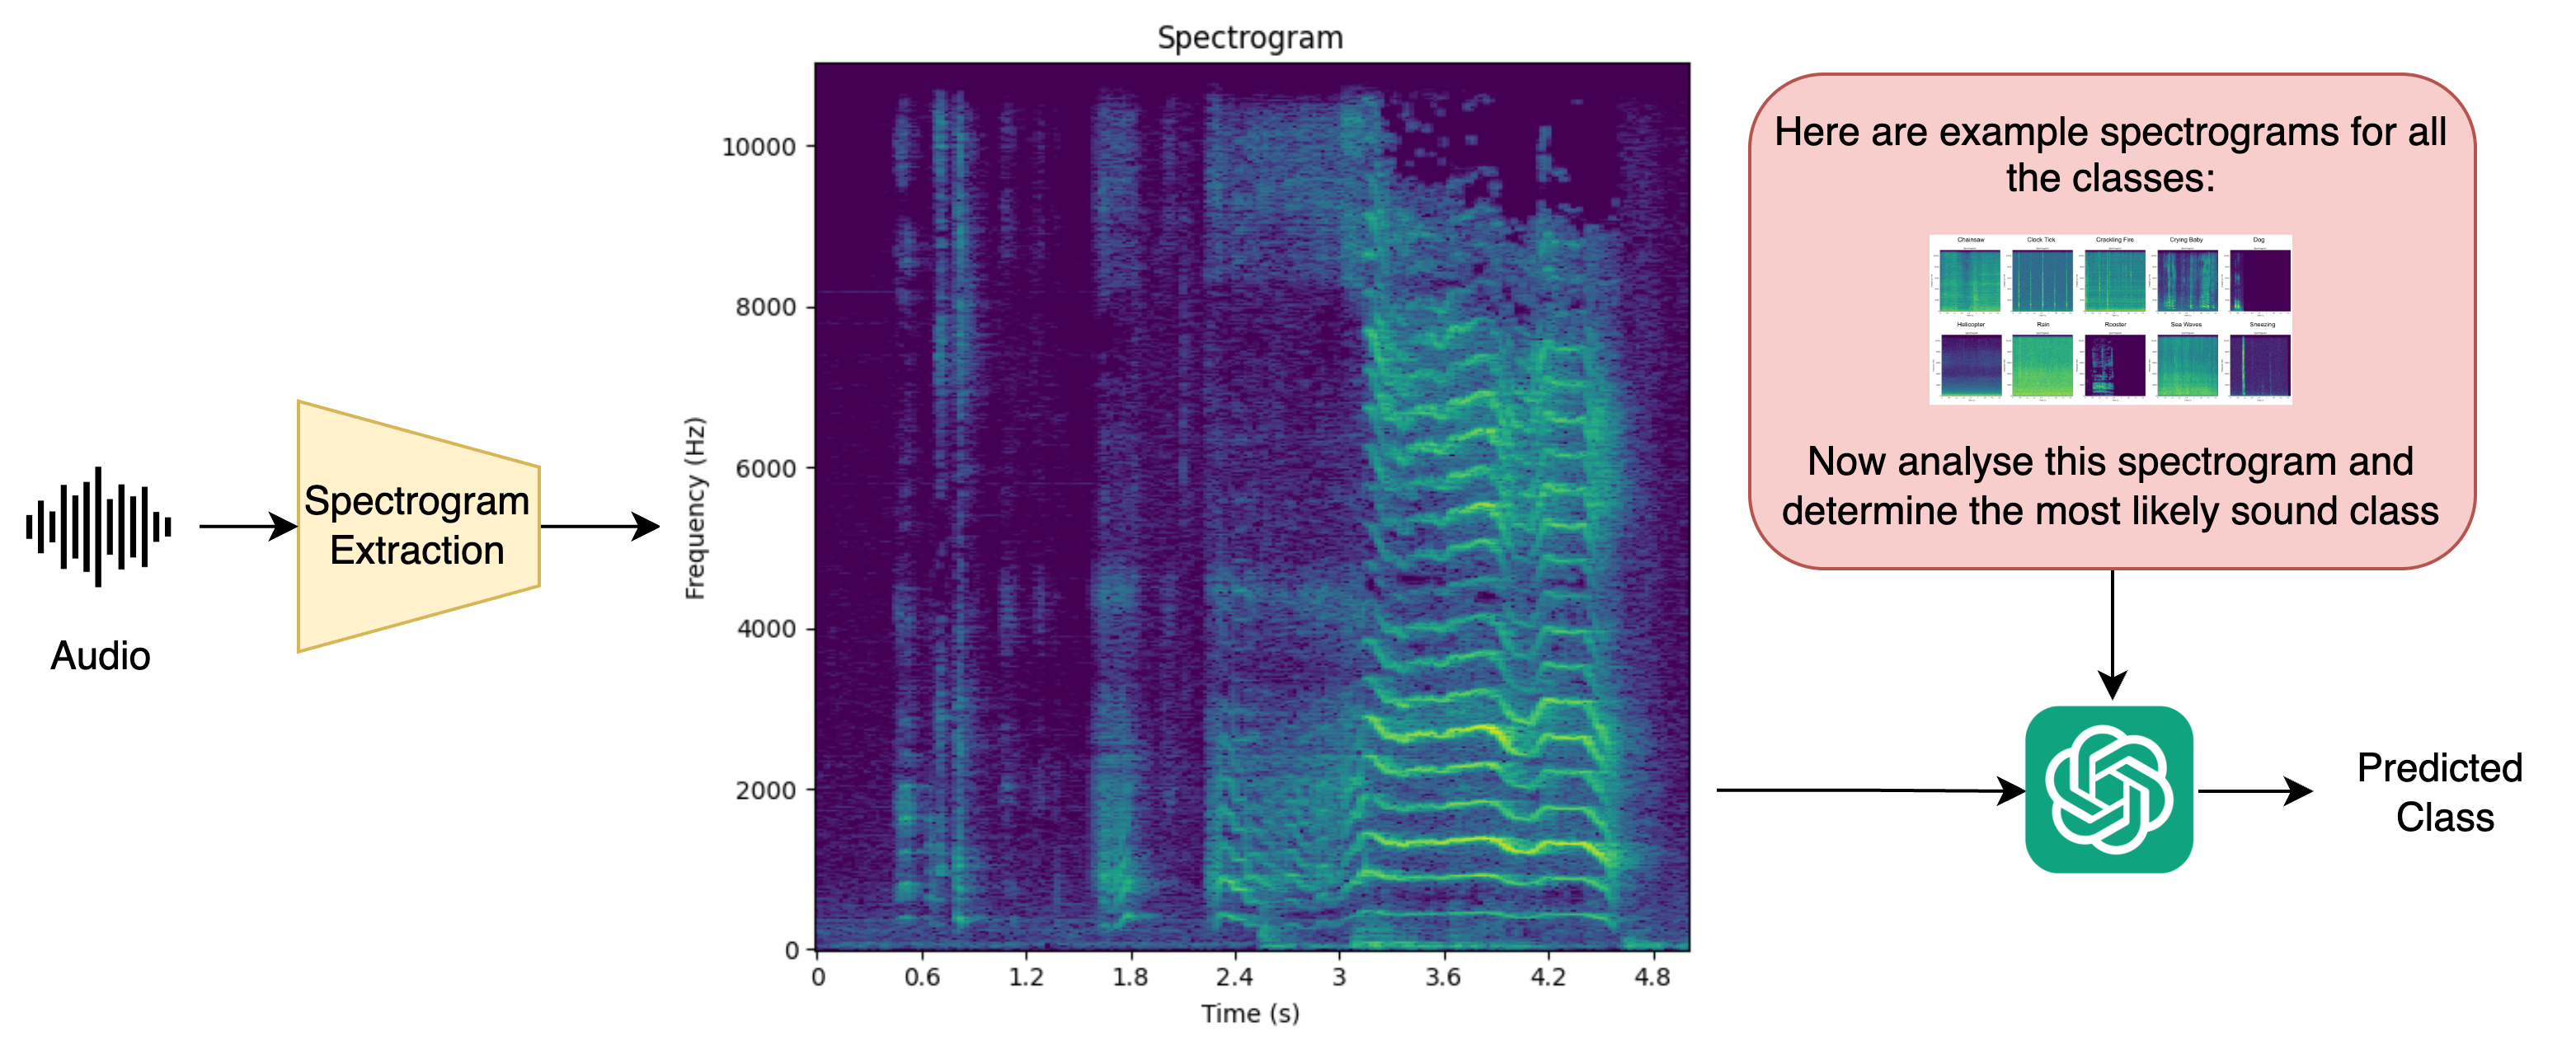 Audio
Spectrogram
Extraction
Spectrogram
Frequency (Hz)
10000
8000
6000
4000
2000
0
0 0.6 1.2 1.8 2.4 3 3.6 4.2 4.8
Time (s)
Here are example spectrograms for all
the classes:
Chainsaw Clock Tick Crackling Fire Crying Baby Dog
Helicopter Rain Rooster Sea Waves Sneezing
Now analyse this spectrogram and
determine the most likely sound class
Predicted
Class